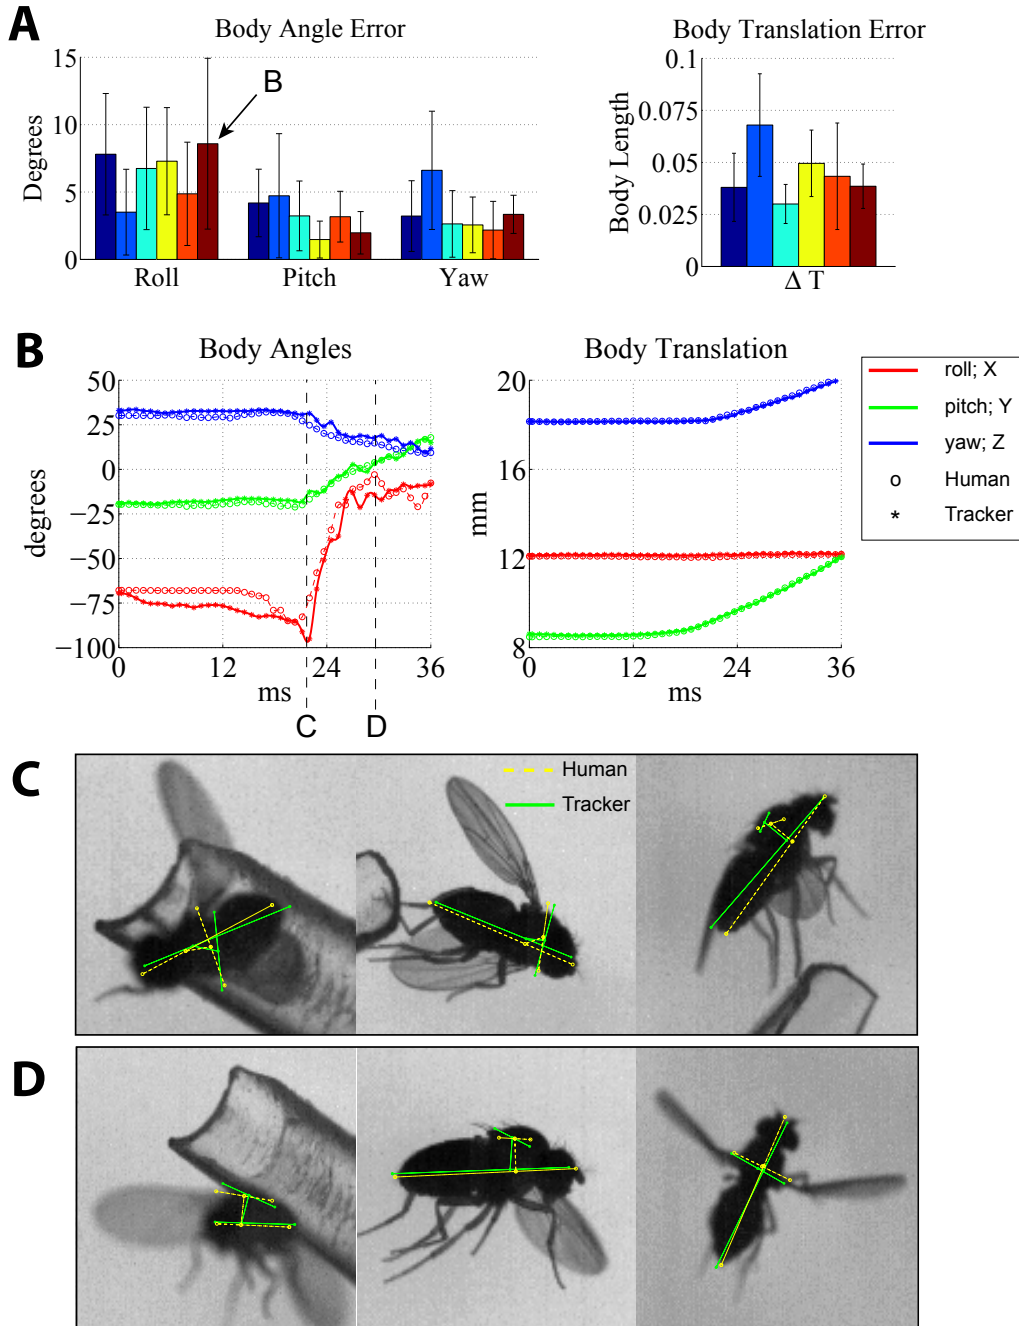 A
Body Angle Error
Body Translation Error
15
10
5
0
Degrees
B
Roll
Pitch
Yaw
0.1
0.075
0.05
0.025
0
Body Length
Δ T
B
Body Angles
Body Translation
50
25
0
−25
−50
−75
−100
degrees
0
12
24
36
ms
C
D
20
16
12
8
mm
0
12
24
36
ms
roll; X
pitch; Y
yaw; Z
o Human
* Tracker
C
Human
Tracker
D